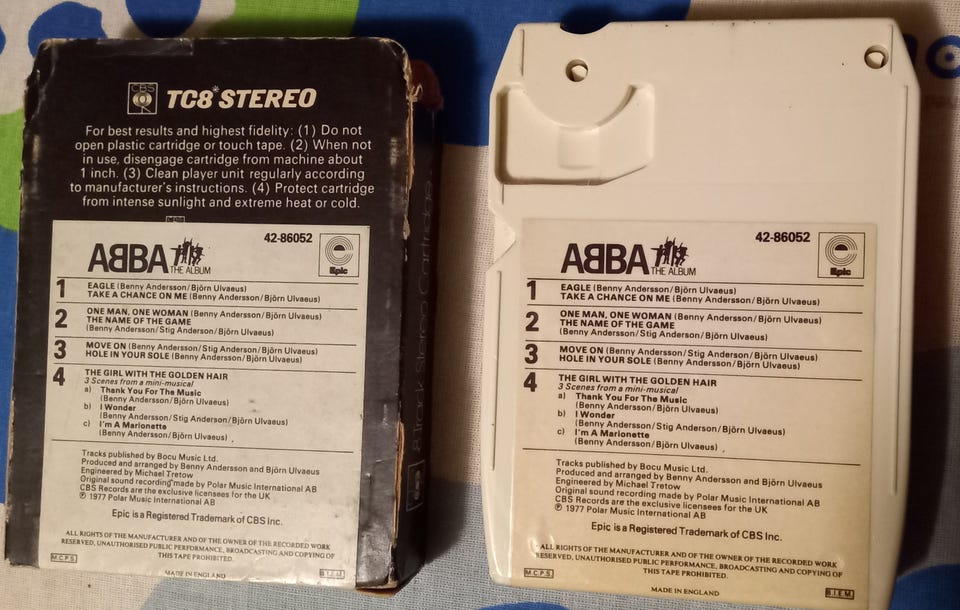 CBS
TC8* STEREO
For best results and highest fidelity: (1) Do not
open plastic cartridge or touch tape. (2) When not
in use, disengage cartridge from machine about
1 inch. (3) Clean player unit regularly according
to manufacturer's instructions. (4) Protect cartridge
from intense sunlight and extreme heat or cold.
42-86052
ABBA
THE ALBUM
Epic
1 EAGLE (Benny Andersson/Björn Ulvaeus)
TAKE A CHANCE ON ME (Benny Andersson/Björn Ulvaeus)
2 ONE MAN, ONE WOMAN (Benny Andersson/Björn Ulvaeus)
THE NAME OF THE GAME
(Benny Andersson/Stig Anderson/Björn Ulvaeus)
3 MOVE ON (Benny Andersson/Stig Anderson/Björn Ulvaeus)
HOLE IN YOUR SOLE (Benny Andersson/Björn Ulvaeus)
4 THE GIRL WITH THE GOLDEN HAIR
3 Scenes from a mini-musical
a) Thank You For The Music
(Benny Andersson/Björn Ulvaeus)
b) I Wonder
(Benny Andersson/Stig Anderson/Björn Ulvaeus)
c) I'm A Marionette
(Benny Andersson/Björn Ulvaeus)
Tracks published by Bocu Music Ltd.
Produced and arranged by Benny Andersson and Björn Ulvaeus
Engineered by Michael Tretow
Original sound recording made by Polar Music International AB
CBS Records are the exclusive licensees for the UK
℗ 1977 Polar Music International AB
Epic is a Registered Trademark of CBS Inc.
ALL RIGHTS OF THE MANUFACTURER AND OF THE OWNER OF THE RECORDED WORK
RESERVED, UNAUTHORISED PUBLIC PERFORMANCE, BROADCASTING AND COPYING OF
THIS TAPE PROHIBITED.
M.C.P.S.
B.I.E.M.
MADE IN ENGLAND
8 Track Stereo Cartridge
42-86052
ABBA
THE ALBUM
Epic
1 EAGLE (Benny Andersson/Björn Ulvaeus)
TAKE A CHANCE ON ME (Benny Andersson/Björn Ulvaeus)
2 ONE MAN, ONE WOMAN (Benny Andersson/Björn Ulvaeus)
THE NAME OF THE GAME
(Benny Andersson/Stig Anderson/Björn Ulvaeus)
3 MOVE ON (Benny Andersson/Stig Anderson/Björn Ulvaeus)
HOLE IN YOUR SOLE (Benny Andersson/Björn Ulvaeus)
4 THE GIRL WITH THE GOLDEN HAIR
3 Scenes from a mini-musical
a) Thank You For The Music
(Benny Andersson/Björn Ulvaeus)
b) I Wonder
(Benny Andersson/Stig Anderson/Björn Ulvaeus)
c) I'm A Marionette
(Benny Andersson/Björn Ulvaeus)
Tracks published by Bocu Music Ltd.
Produced and arranged by Benny Andersson and Björn Ulvaeus
Engineered by Michael Tretow
Original sound recording made by Polar Music International AB
CBS Records are the exclusive licensees for the UK
℗ 1977 Polar Music International AB
Epic is a Registered Trademark of CBS Inc.
ALL RIGHTS OF THE MANUFACTURER AND OF THE OWNER OF THE RECORDED WORK
RESERVED, UNAUTHORISED PUBLIC PERFORMANCE, BROADCASTING AND COPYING OF
THIS TAPE PROHIBITED.
M.C.P.S.
B.I.E.M.
MADE IN ENGLAND